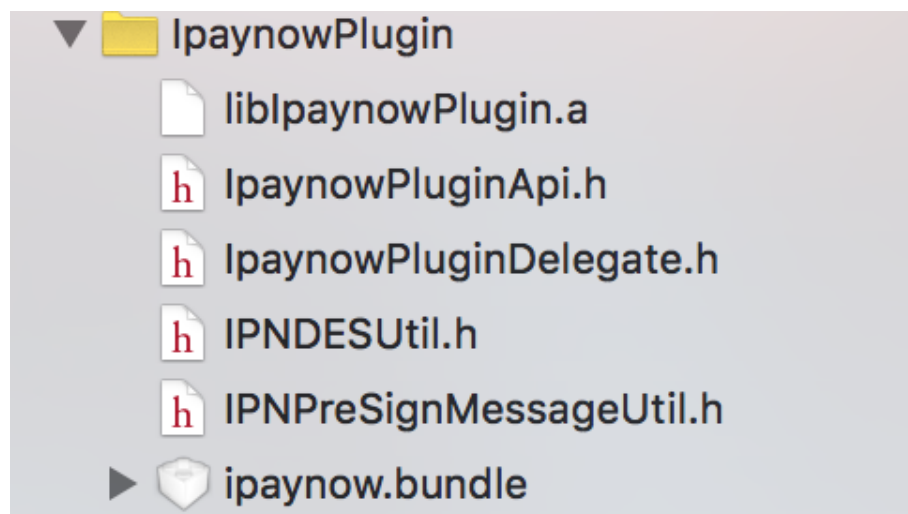 IpaynowPlugin
libIpaynowPlugin.a
h IpaynowPluginApi.h
h IpaynowPluginDelegate.h
h IPNDESUtil.h
h IPNPreSignMessageUtil.h
ipaynow.bundle